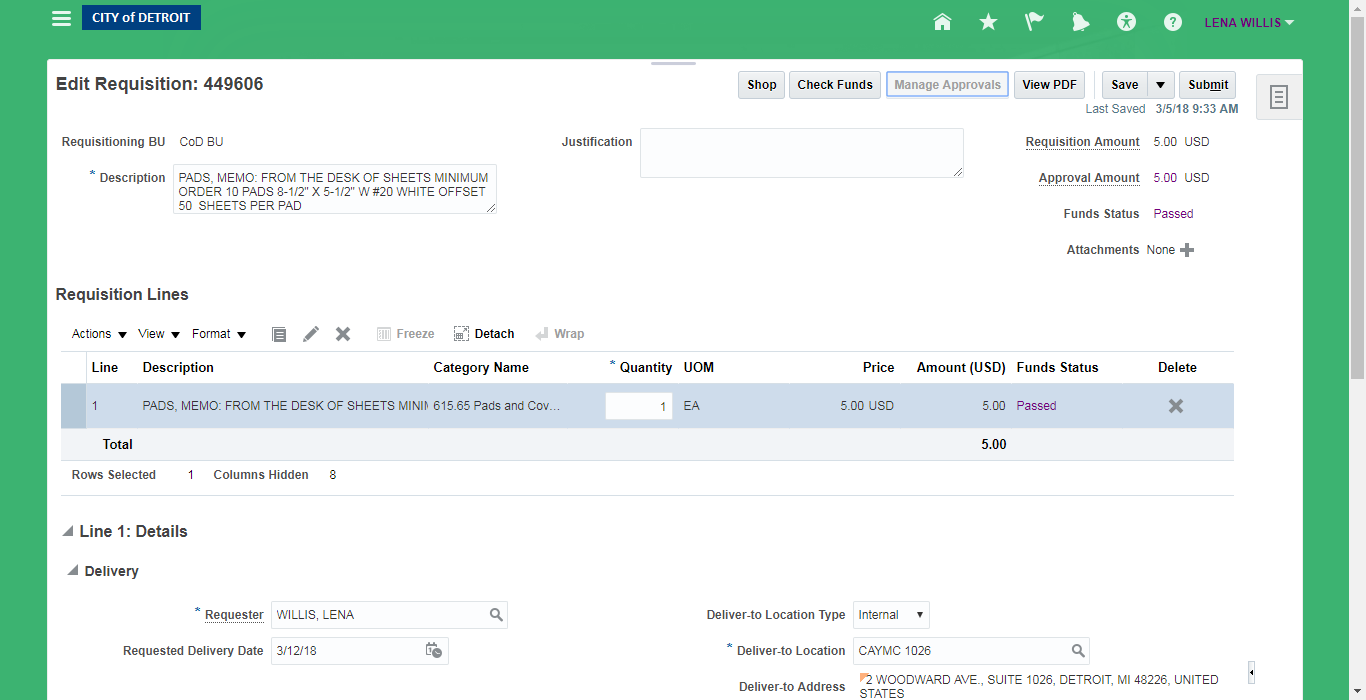 CITY of DETROIT
LENA WILLIS
Edit Requisition: 449606
Shop Check Funds Manage Approvals View PDF Save Submit
Last Saved 3/5/18 9:33 AM
Requisitioning BU CoD BU
Justification
Requisition Amount 5.00 USD
* Description PADS, MEMO: FROM THE DESK OF SHEETS MINIMUM
ORDER 10 PADS 8-1/2" X 5-1/2" W #20 WHITE OFFSET
50 SHEETS PER PAD
Approval Amount 5.00 USD
Funds Status Passed
Attachments None
Requisition Lines
Actions View Format Freeze Detach Wrap
Line Description Category Name * Quantity UOM Price Amount (USD) Funds Status Delete
1 PADS, MEMO: FROM THE DESK OF SHEETS MINI 615.65 Pads and Cov... 1 EA 5.00 USD 5.00 Passed
Total 5.00
Rows Selected 1 Columns Hidden 8
Line 1: Details
Delivery
* Requester WILLIS, LENA
Deliver-to Location Type Internal
Requested Delivery Date 3/12/18
* Deliver-to Location CAYMC 1026
Deliver-to Address 2 WOODWARD AVE., SUITE 1026, DETROIT, MI 48226, UNITED
STATES